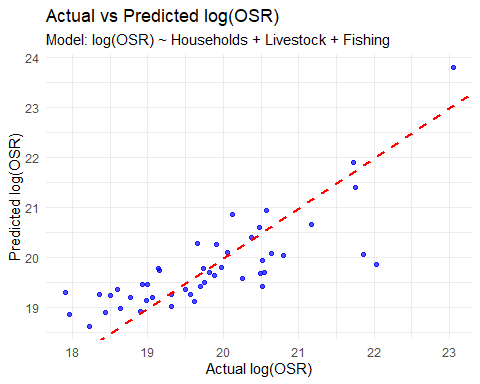 Actual vs Predicted log(OSR)
Model: log(OSR) ~ Households + Livestock + Fishing
24
23
22
21
20
19
Predicted log(OSR)
18 19 20 21 22 23
Actual log(OSR)